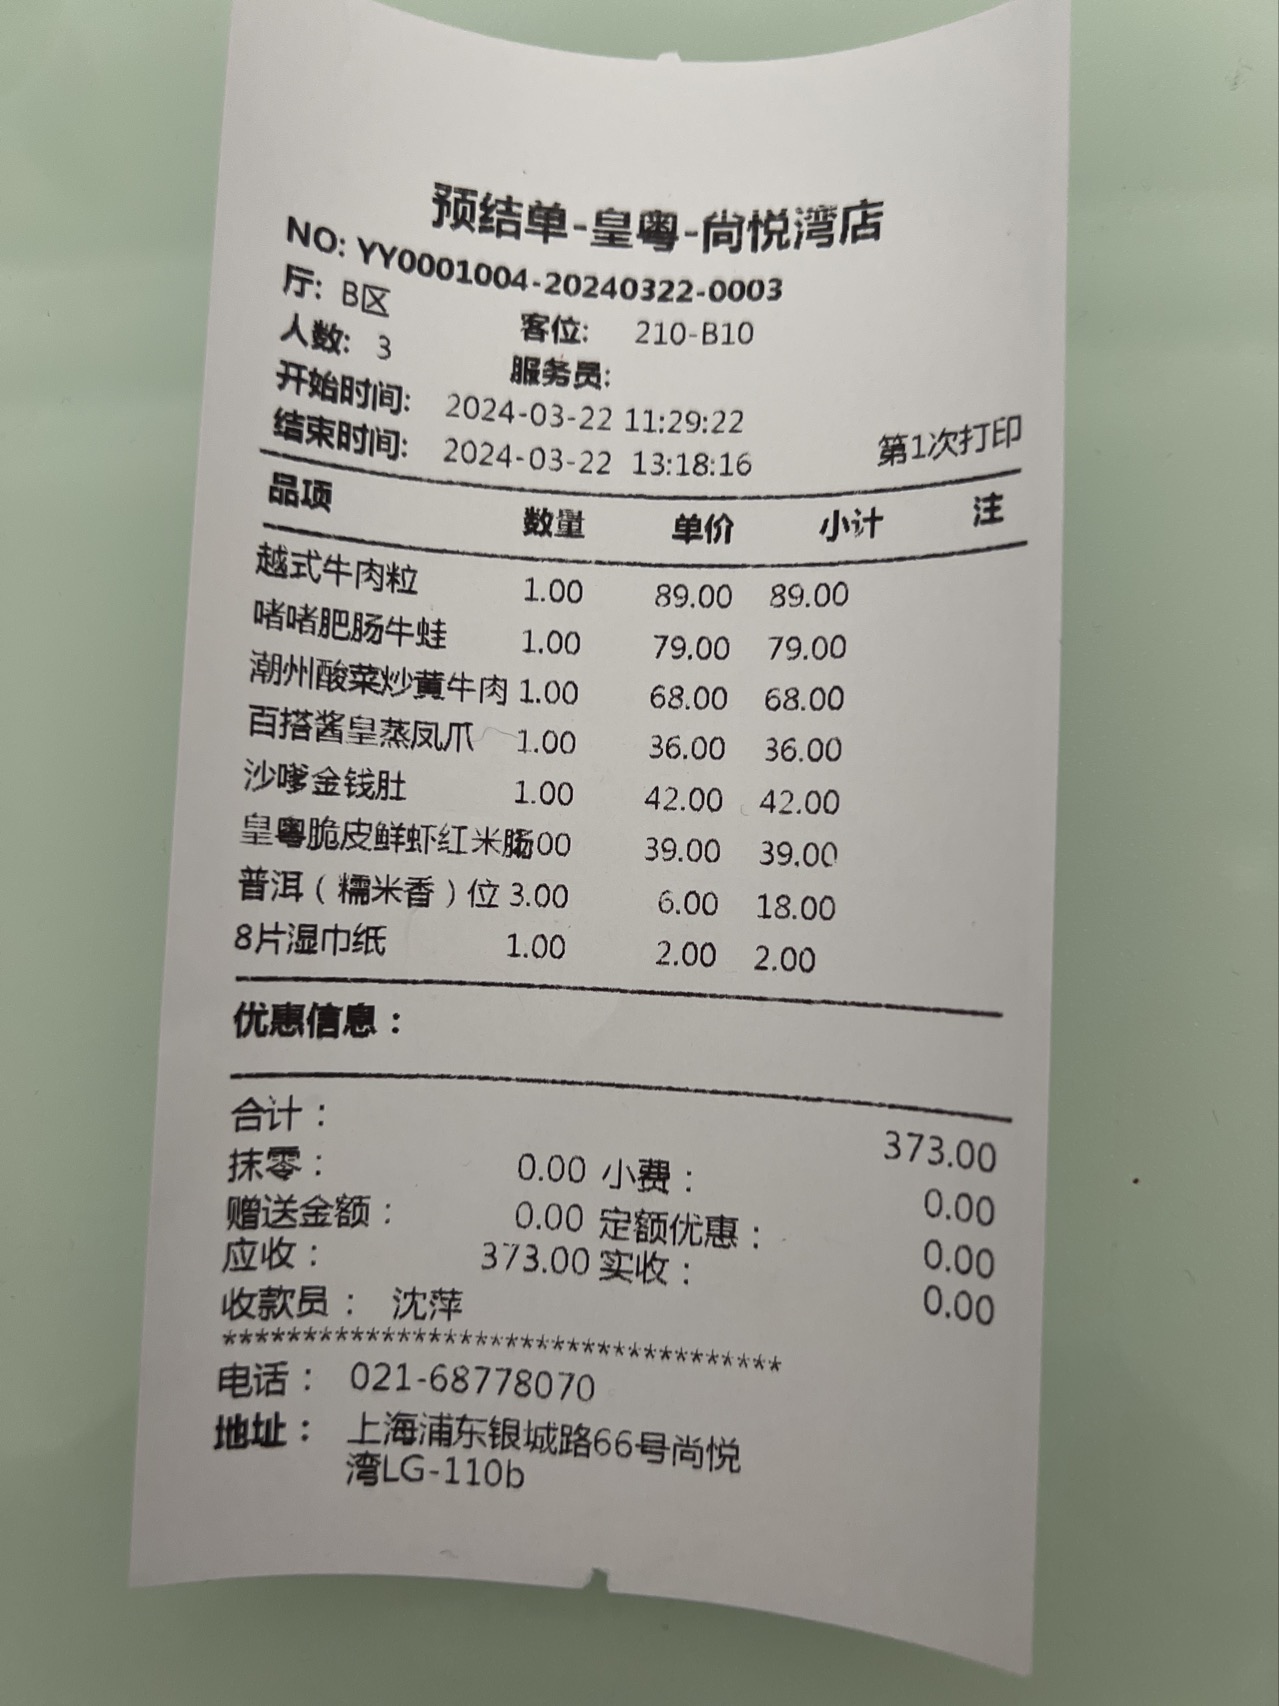 预结单-皇粤-尚悦湾店
NO: YY0001004-20240322-0003
厅: B区 客位: 210-B10
人数: 3 服务员:
开始时间: 2024-03-22 11:29:22
结束时间: 2024-03-22 13:18:16 第1次打印
品项 数量 单价 小计 注
越式牛肉粒 1.00 89.00 89.00
啫啫肥肠牛蛙 1.00 79.00 79.00
潮州酸菜炒黄牛肉 1.00 68.00 68.00
百搭酱皇蒸凤爪 1.00 36.00 36.00
沙嗲金钱肚 1.00 42.00 42.00
皇粤脆皮鲜虾红米肠 1.00 39.00 39.00
普洱（糯米香）位 3.00 6.00 18.00
8片湿巾纸 1.00 2.00 2.00
优惠信息：
合计： 373.00
抹零： 0.00 小费： 0.00
赠送金额： 0.00 定额优惠： 0.00
应收： 373.00 实收： 0.00
收款员： 沈萍
***********************************
电话： 021-68778070
地址： 上海浦东银城路66号尚悦
湾LG-110b